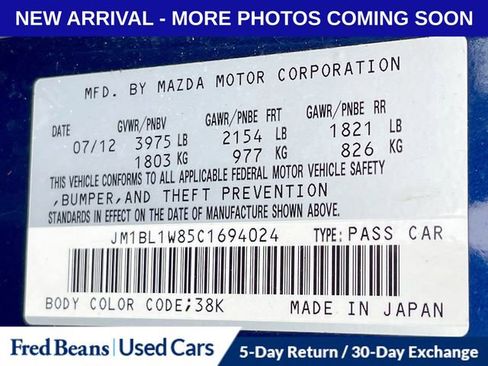 NEW ARRIVAL - MORE PHOTOS COMING SOON
MFD. BY MAZDA MOTOR CORPORATION
DATE GVWR/PNBV GAWR/PNBE FRT GAWR/PNBE RR
07/12 3975 LB 2154 LB 1821 LB
1803 KG 977 KG 826 KG
THIS VEHICLE CONFORMS TO ALL APPLICABLE FEDERAL MOTOR VEHICLE SAFETY
,BUMPER,AND THEFT PREVENTION
STANDARDS IN EFFECT ON THE DATE OF MANUFACTURE SHOWN ABOVE.
JM1BL1W85C1694024 TYPE: PASS CAR
BODY COLOR CODE;38K MADE IN JAPAN
Fred Beans | Used Cars 5-Day Return / 30-Day Exchange